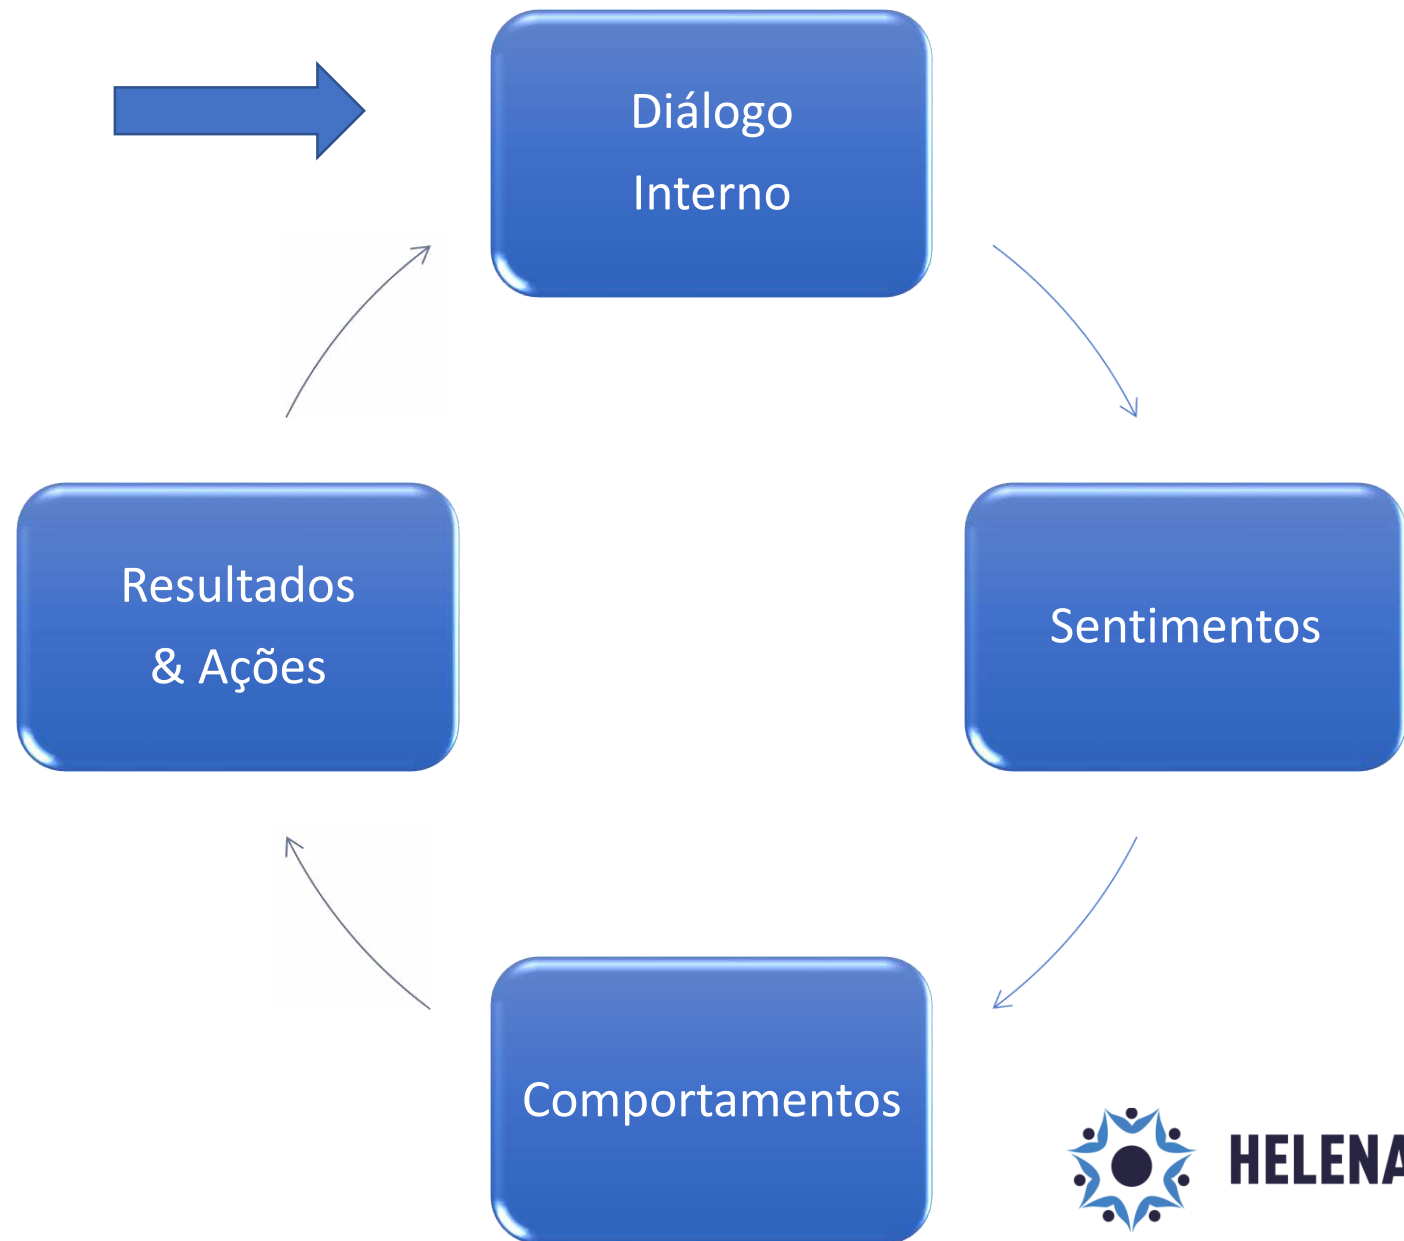 Diálogo
Interno
Resultados
& Ações
Sentimentos
Comportamentos
HELENA